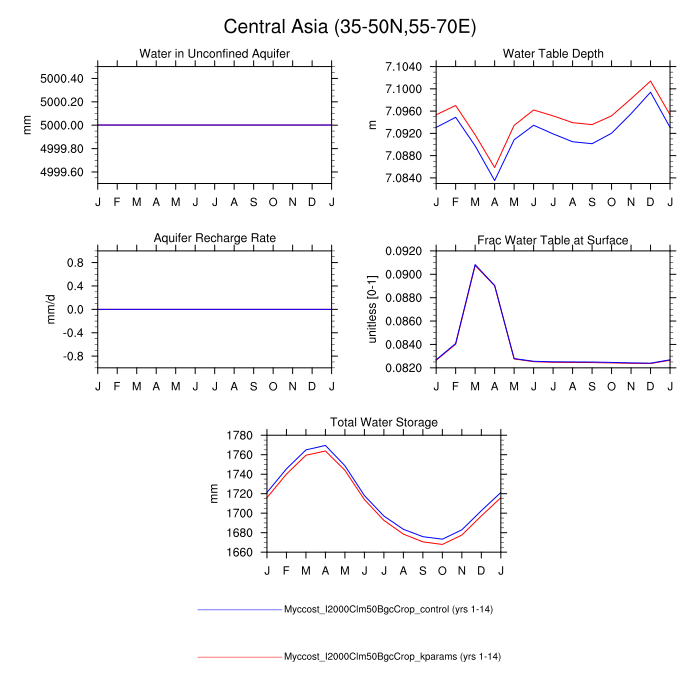 Central Asia (35-50N,55-70E)
Water in Unconfined Aquifer
5000.40
5000.20
5000.00
4999.80
4999.60
mm
J F M A M J J A S O N D J
Water Table Depth
7.1040
7.1000
7.0960
7.0920
7.0880
7.0840
m
J F M A M J J A S O N D J
Aquifer Recharge Rate
0.8
0.4
0.0
-0.4
-0.8
mm/d
J F M A M J J A S O N D J
Frac Water Table at Surface
0.0920
0.0900
0.0880
0.0860
0.0840
0.0820
unitless [0-1]
J F M A M J J A S O N D J
Total Water Storage
1780
1760
1740
1720
1700
1680
1660
mm
J F M A M J J A S O N D J
Myccost_I2000Clm50BgcCrop_control (yrs 1-14)
Myccost_I2000Clm50BgcCrop_kparams (yrs 1-14)